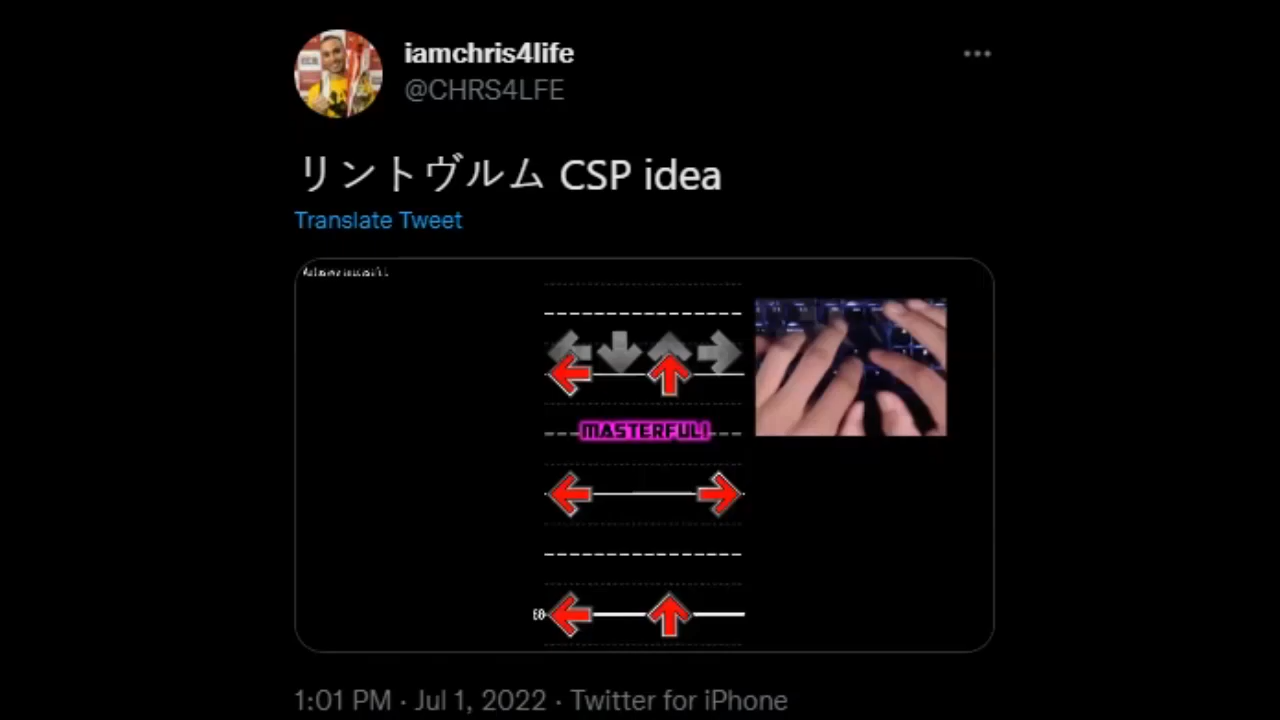 iamchris4life
@CHRS4LFE
リントヴルム CSP idea
Translate Tweet
MASTERFUL!
1:01 PM · Jul 1, 2022 · Twitter for iPhone